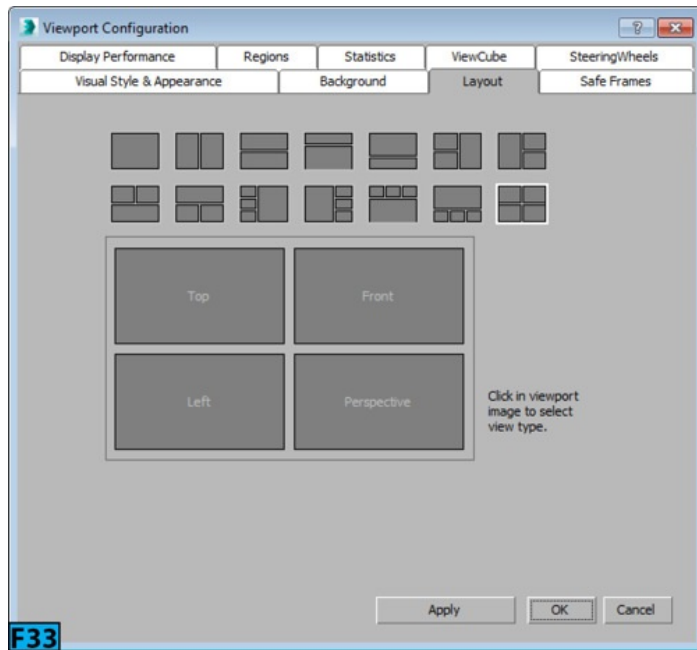 Viewport Configuration
Display Performance Regions Statistics ViewCube SteeringWheels
Visual Style & Appearance Background Layout Safe Frames
Top Front
Left Perspective
Click in viewport
image to select
view type.
Apply OK Cancel
F33